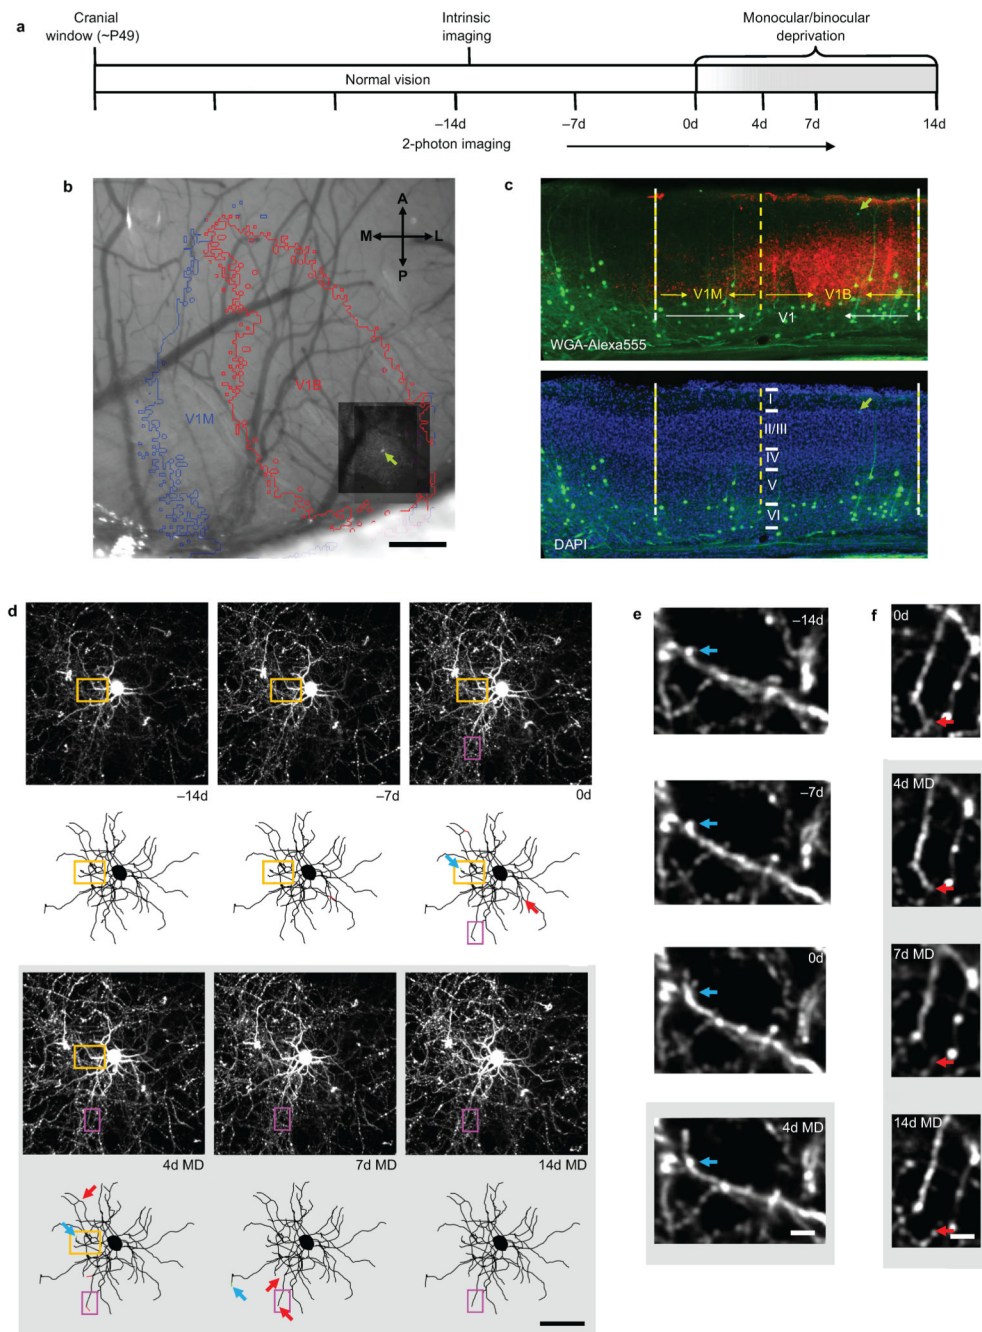 a
Cranial
window (~P49)
Intrinsic
imaging
Monocular/binocular
deprivation
Normal vision
–14d
–7d
0d
4d
7d
14d
2-photon imaging
b
A
M
L
P
V1M
V1B
c
V1M
V1B
V1
WGA-Alexa555
I
II/III
IV
V
VI
DAPI
d
–14d
–7d
0d
4d MD
7d MD
14d MD
e
–14d
–7d
0d
4d MD
f
0d
4d MD
7d MD
14d MD